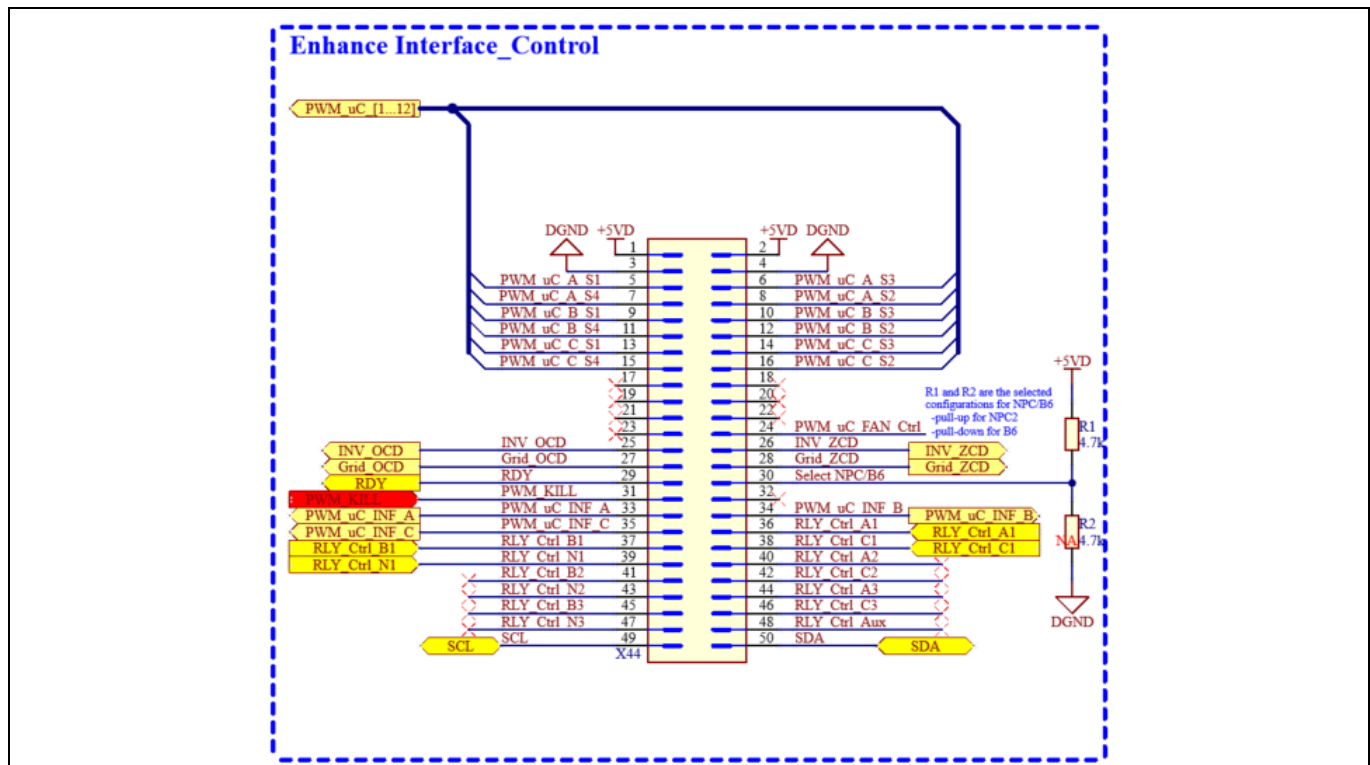 Enhance Interface_Control
PWM_uC_[1...12]
DGND +5VD +5VD DGND
1 2
3 4
PWM_uC_A_S1 5 6 PWM_uC_A_S3
PWM_uC_A_S4 7 8 PWM_uC_A_S2
PWM_uC_B_S1 9 10 PWM_uC_B_S3
PWM_uC_B_S4 11 12 PWM_uC_B_S2
PWM_uC_C_S1 13 14 PWM_uC_C_S3
PWM_uC_C_S4 15 16 PWM_uC_C_S2
+5VD
17 18
19 20
21 22
23 24 PWM_uC_FAN_Ctrl
R1 and R2 are the selected
configurations for NPC/B6
-pull-up for NPC2
-pull-down for B6
R1
4.7k
INV_OCD INV_OCD 25 26 INV_ZCD INV_ZCD
Grid_OCD Grid_OCD 27 28 Grid_ZCD Grid_ZCD
RDY RDY 29 30 Select NPC/B6
PWM_KILL PWM_KILL 31 32
PWM_uC_INF_A PWM_uC_INF_A 33 34 PWM_uC_INF_B PWM_uC_INF_B
PWM_uC_INF_C PWM_uC_INF_C 35 36 RLY_Ctrl_A1 RLY_Ctrl_A1
RLY_Ctrl_B1 RLY_Ctrl_B1 37 38 RLY_Ctrl_C1 RLY_Ctrl_C1
R2
NA 4.7k
RLY_Ctrl_N1 RLY_Ctrl_N1 39 40 RLY_Ctrl_A2
RLY_Ctrl_B2 41 42 RLY_Ctrl_C2
RLY_Ctrl_N2 43 44 RLY_Ctrl_A3
RLY_Ctrl_B3 45 46 RLY_Ctrl_C3
RLY_Ctrl_N3 47 48 RLY_Ctrl_Aux
DGND
SCL SCL 49 50 SDA SDA
X44